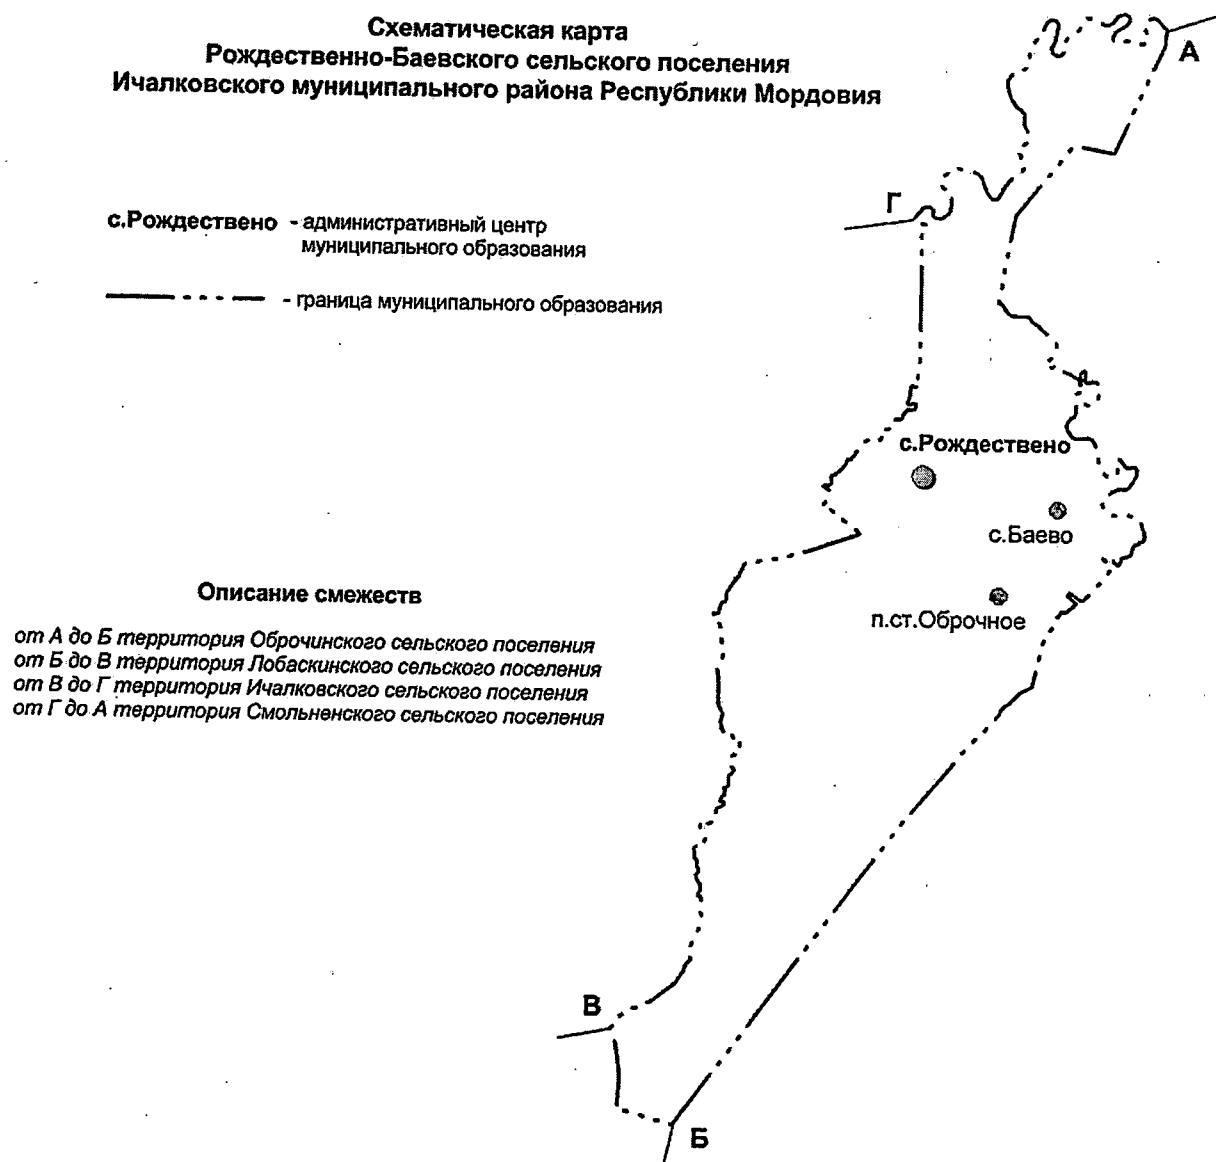 Схематическая карта
Рождественно-Баевского сельского поселения
Ичалковского муниципального района Республики Мордовия
А
Г
с.Рождествено - административный центр
муниципального образования
- граница муниципального образования
с.Рождествено
с.Баево
п.ст.Оброчное
Описание смежеств
от А до Б территория Оброчинского сельского поселения
от Б до В территория Лобаскинского сельского поселения
от В до Г территория Ичалковского сельского поселения
от Г до А территория Смольненского сельского поселения
В
Б